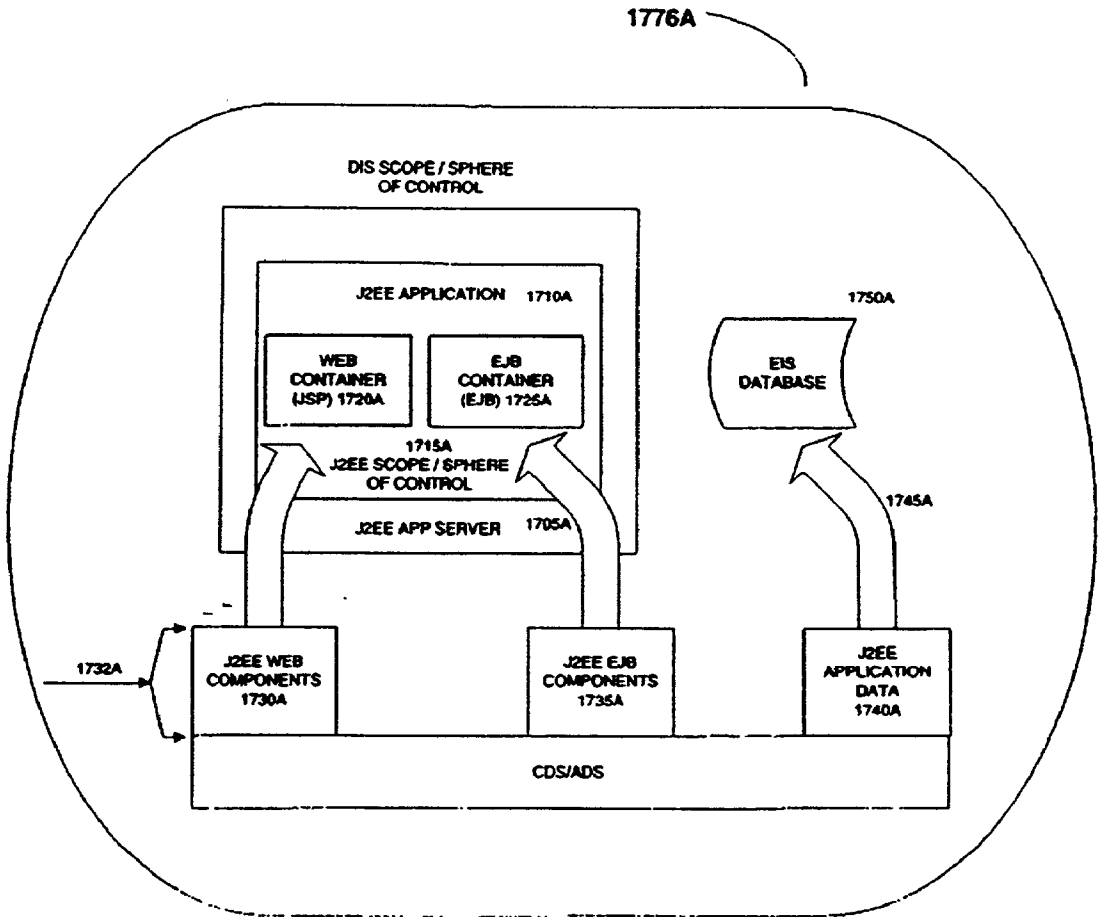 1776A
DIS SCOPE / SPHERE
OF CONTROL
J2EE APPLICATION 1710A
1750A
WEB
CONTAINER
(JSP) 1720A
EJB
CONTAINER
(EJB) 1725A
EIS
DATABASE
1715A
J2EE SCOPE / SPHERE
OF CONTROL
J2EE APP SERVER 1705A
1745A
1732A
J2EE WEB
COMPONENTS
1730A
J2EE EJB
COMPONENTS
1735A
J2EE
APPLICATION
DATA
1740A
CDS/ADS